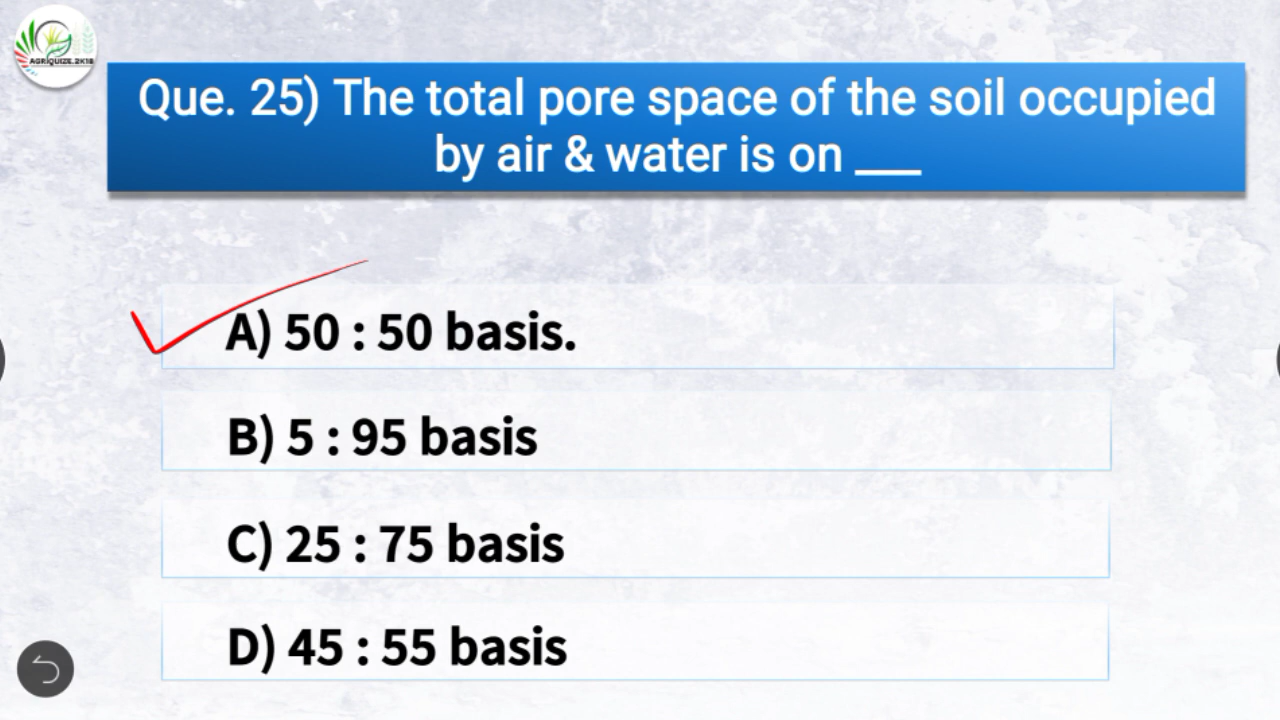 AGRIQUIZE.2K18
Que. 25) The total pore space of the soil occupied
by air & water is on ___
A) 50 : 50 basis.
B) 5 : 95 basis
C) 25 : 75 basis
D) 45 : 55 basis